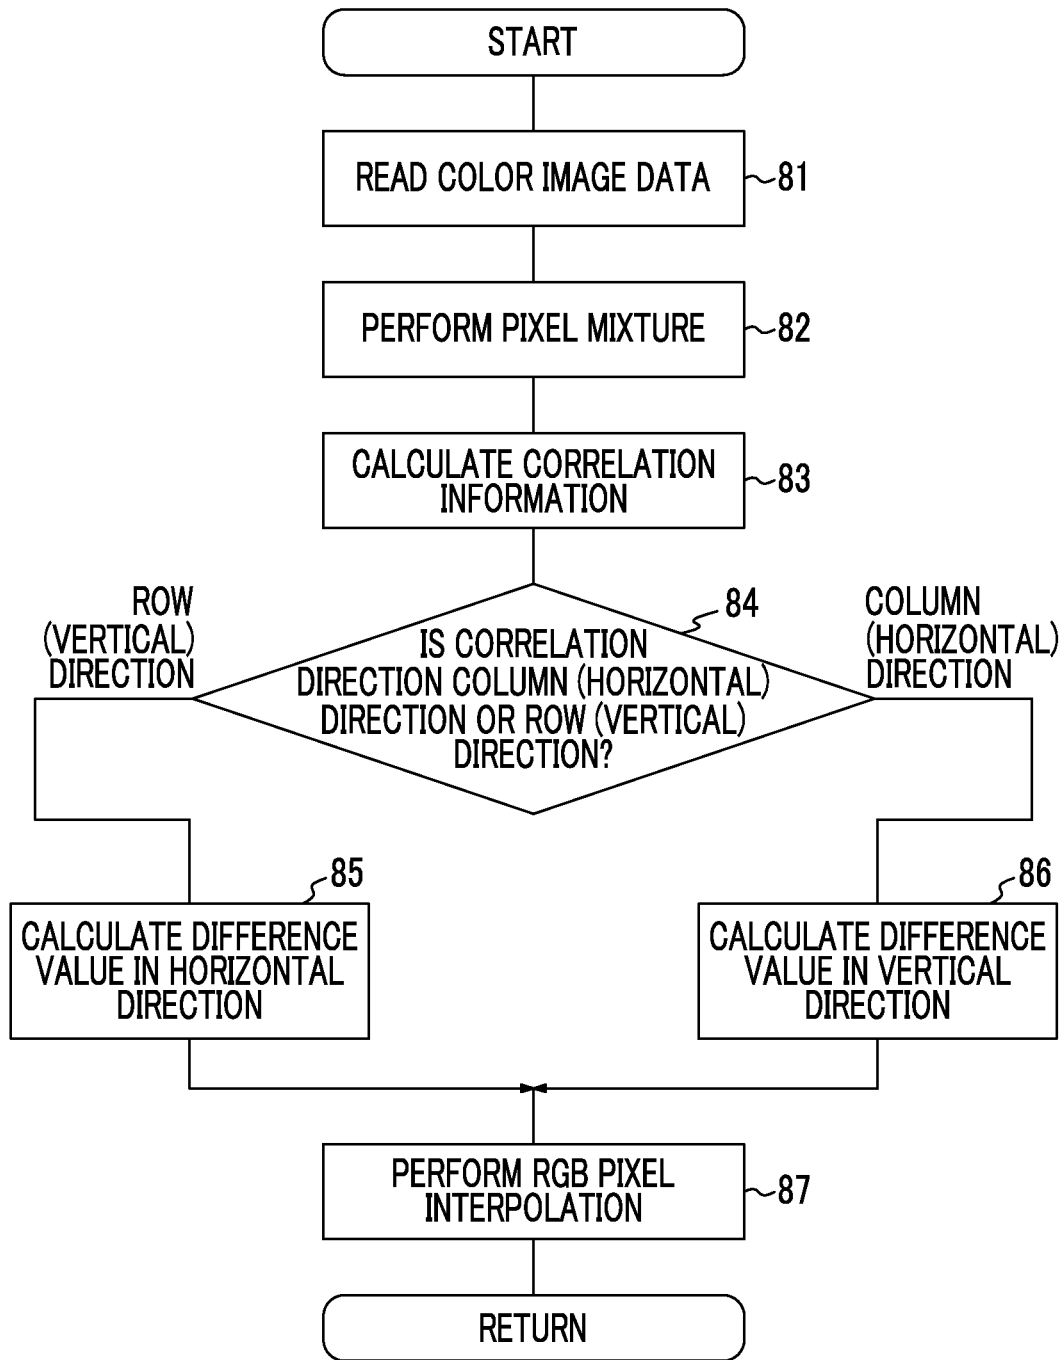 START
READ COLOR IMAGE DATA
81
PERFORM PIXEL MIXTURE
82
CALCULATE CORRELATION
INFORMATION
83
ROW
(VERTICAL)
DIRECTION
84
IS CORRELATION
DIRECTION COLUMN (HORIZONTAL)
DIRECTION OR ROW (VERTICAL)
DIRECTION?
COLUMN
(HORIZONTAL)
DIRECTION
85
CALCULATE DIFFERENCE
VALUE IN HORIZONTAL
DIRECTION
86
CALCULATE DIFFERENCE
VALUE IN VERTICAL
DIRECTION
PERFORM RGB PIXEL
INTERPOLATION
87
RETURN